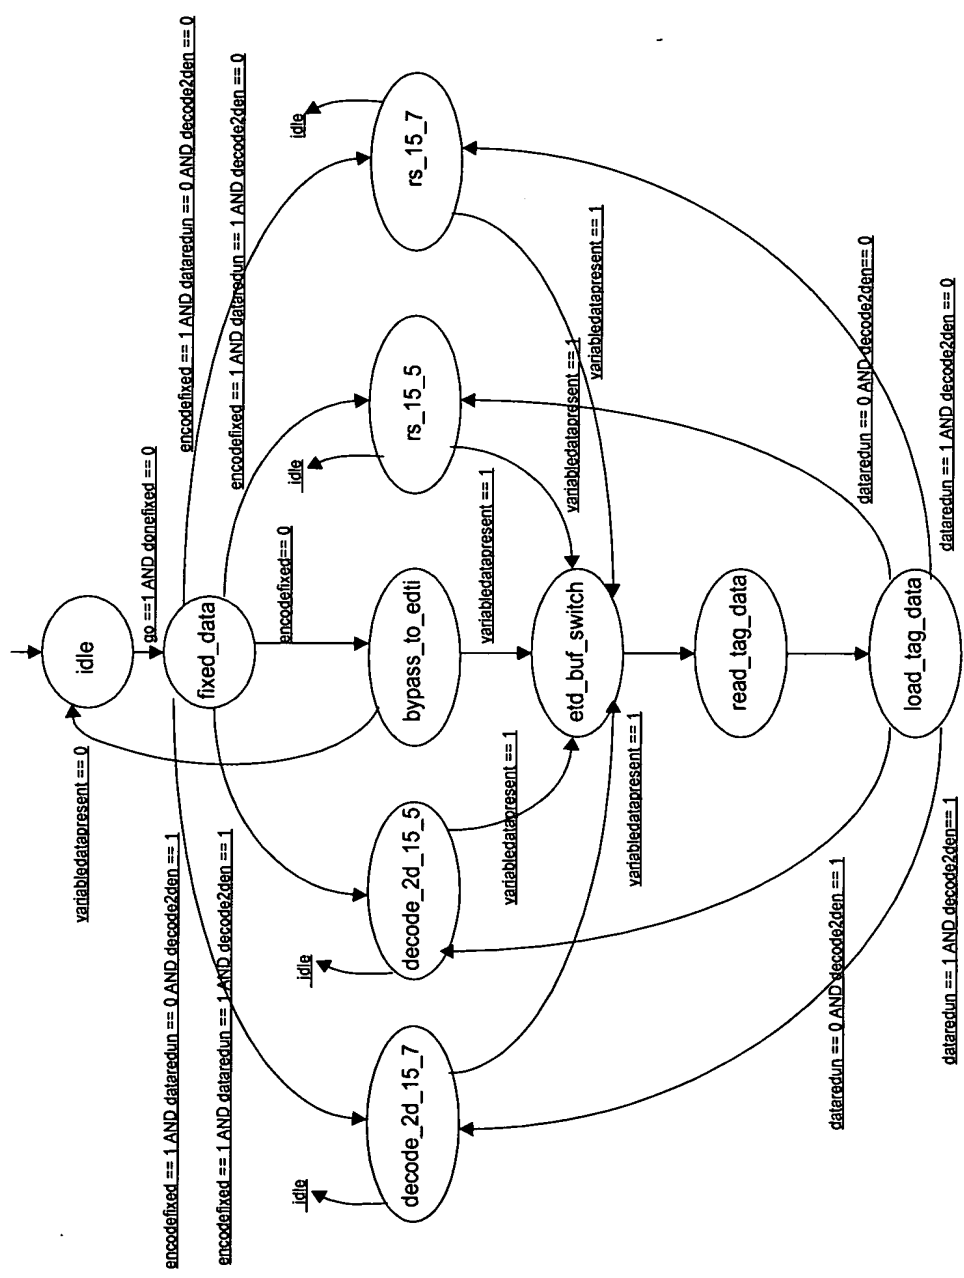 idle
go ==1 AND donefixed == 0
fixed_data
variabledatapresent == 0
encodefixed == 1 AND dataredun == 0 AND decode2den == 0
encodefixed == 1 AND dataredun == 1 AND decode2den == 0
encodefixed == 1 AND dataredun == 0 AND decode2den == 1
encodefixed == 1 AND dataredun == 1 AND decode2den == 1
encodefixed== 0
idle
idle
idle
idle
decode_2d_15_7
decode_2d_15_5
bypass_to_edti
rs_15_5
rs_15_7
variabledatapresent == 1
variabledatapresent == 1
variabledatapresent == 1
variabledatapresent == 1
variabledatapresent == 1
etd_buf_switch
read_tag_data
load_tag_data
dataredun == 0 AND decode2den == 1
dataredun == 1 AND decode2den== 1
dataredun == 0 AND decode2den== 0
dataredun == 1 AND decode2den == 0